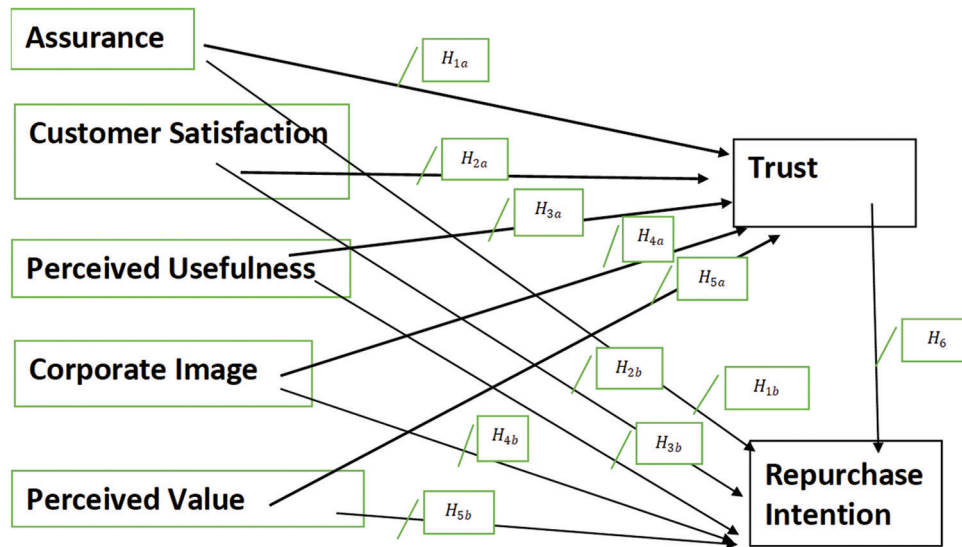 Assurance
H1a
Customer Satisfaction
H2a
Trust
H3a
H4a
Perceived Usefulness
H5a
H6
Corporate Image
H2b
H1b
H4b
H3b
Perceived Value
H5b
Repurchase
Intention